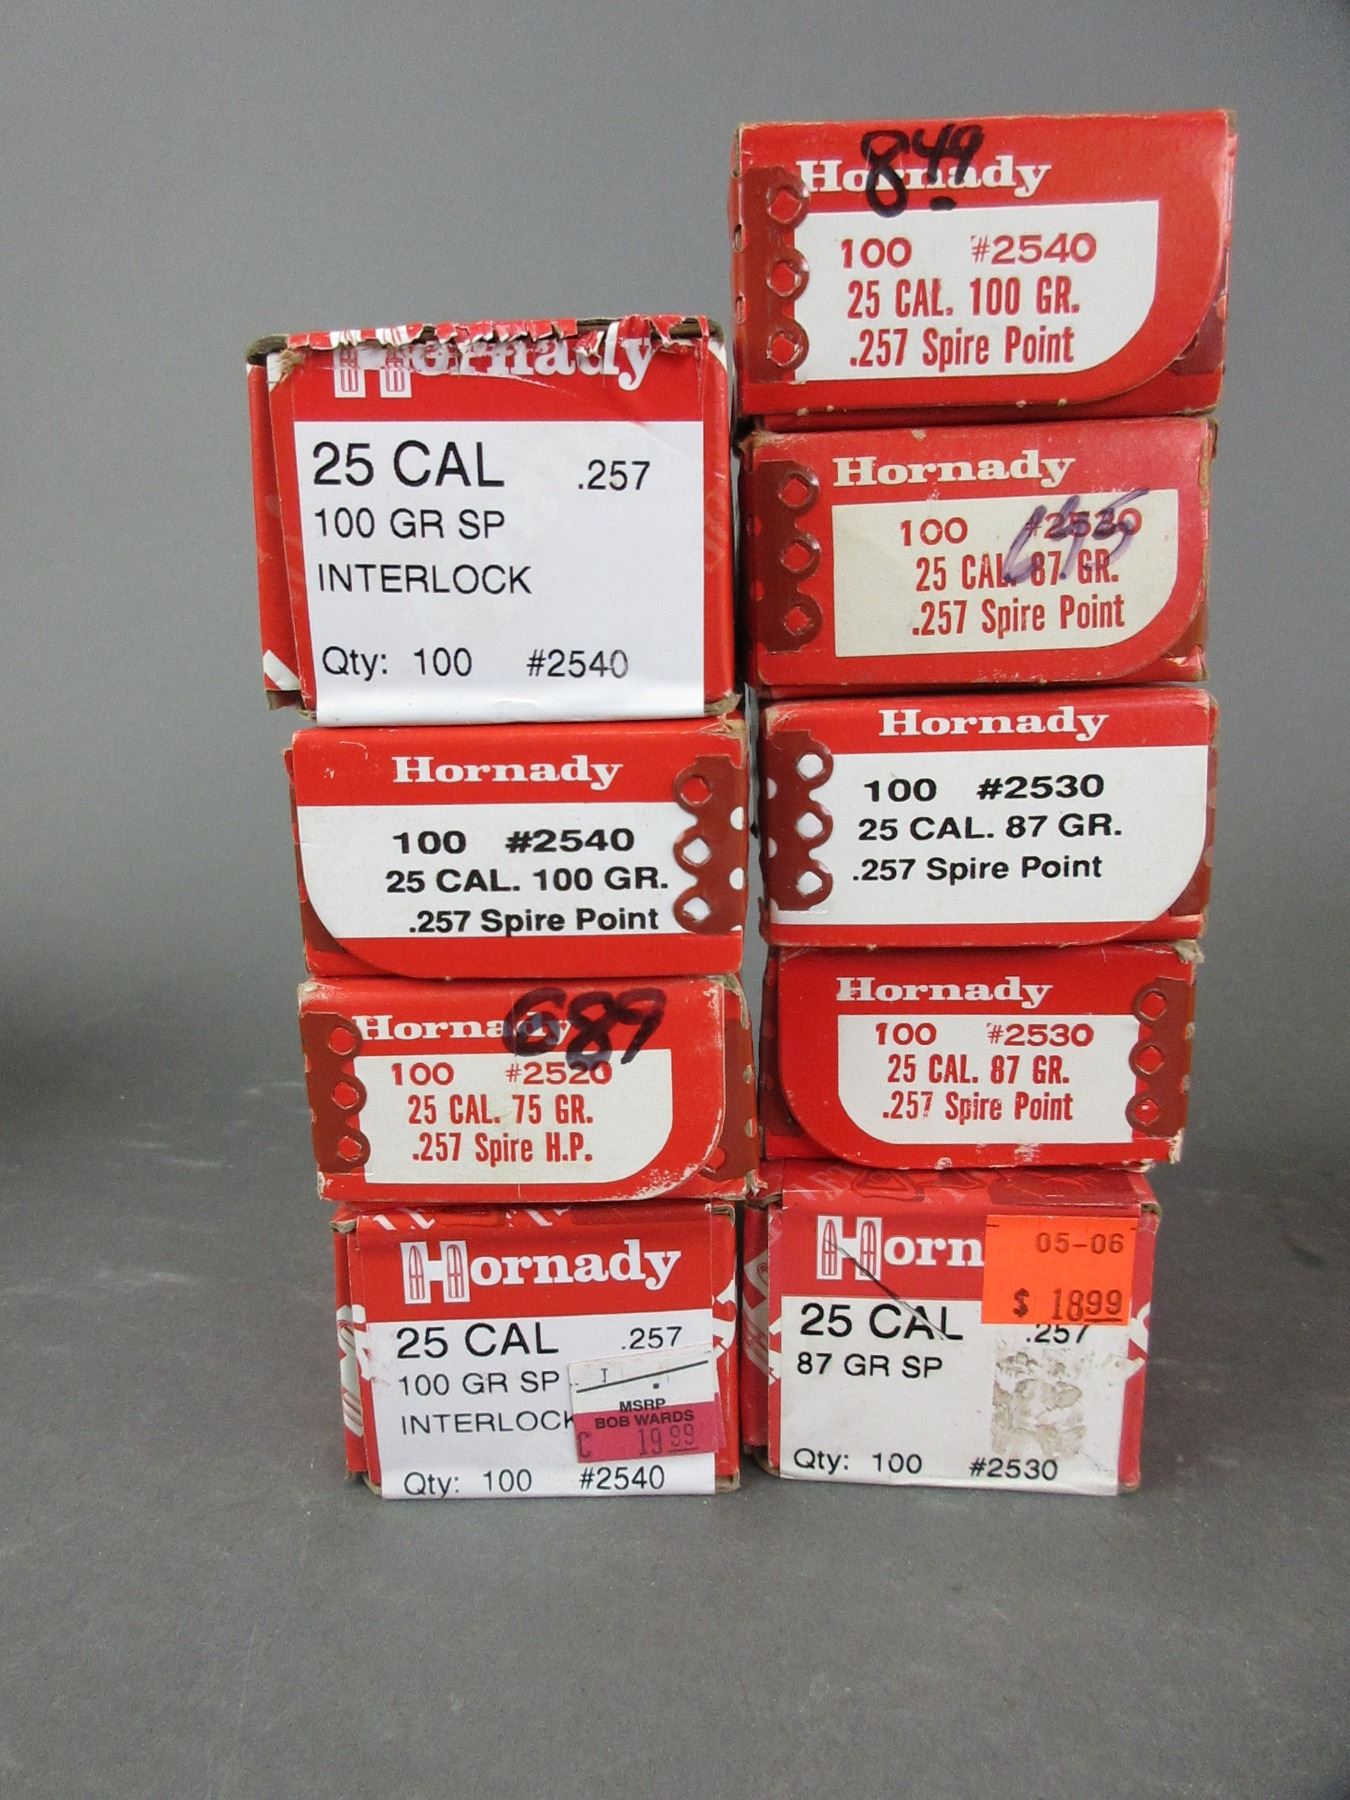 Hornady
25 CAL .257
100 GR SP
INTERLOCK
Qty: 100 #2540
Hornady
100 #2540
25 CAL. 100 GR.
.257 Spire Point
Hornady
689
100 #2520
25 CAL. 75 GR.
.257 Spire H.P.
Hornady
25 CAL .257
100 GR SP
INTERLOCK
MSRP
BOB WARDS
C 19.99
Qty: 100 #2540
849
Hornady
100 #2540
25 CAL. 100 GR.
.257 Spire Point
Hornady
100 #2530
25 CAL. 87 GR.
.257 Spire Point
Hornady
100 #2530
25 CAL. 87 GR.
.257 Spire Point
Hornady
100 #2530
25 CAL. 87 GR.
.257 Spire Point
Horn
05-06
$ 18.99
25 CAL .257
87 GR SP
Qty: 100 #2530